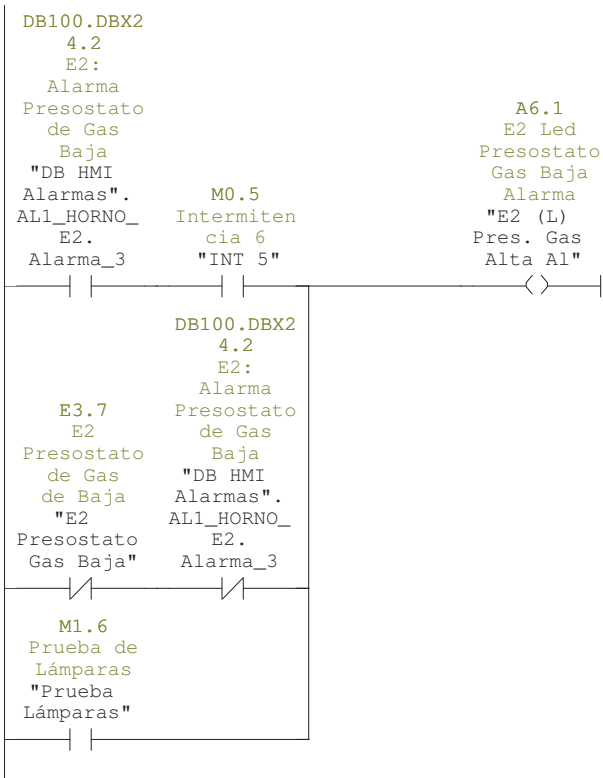 DB100.DBX2
4.2
E2:
Alarma
Presostato
de Gas
Baja
"DB HMI
Alarmas".
AL1_HORNO_
E2.
Alarma_3
M0.5
Intermiten
cia 6
"INT 5"
A6.1
E2 Led
Presostato
Gas Baja
Alarma
"E2 (L)
Pres. Gas
Alta Al"
E3.7
E2
Presostato
de Gas
de Baja
"E2
Presostato
Gas Baja"
DB100.DBX2
4.2
E2:
Alarma
Presostato
de Gas
Baja
"DB HMI
Alarmas".
AL1_HORNO_
E2.
Alarma_3
M1.6
Prueba de
Lámparas
"Prueba
Lámparas"